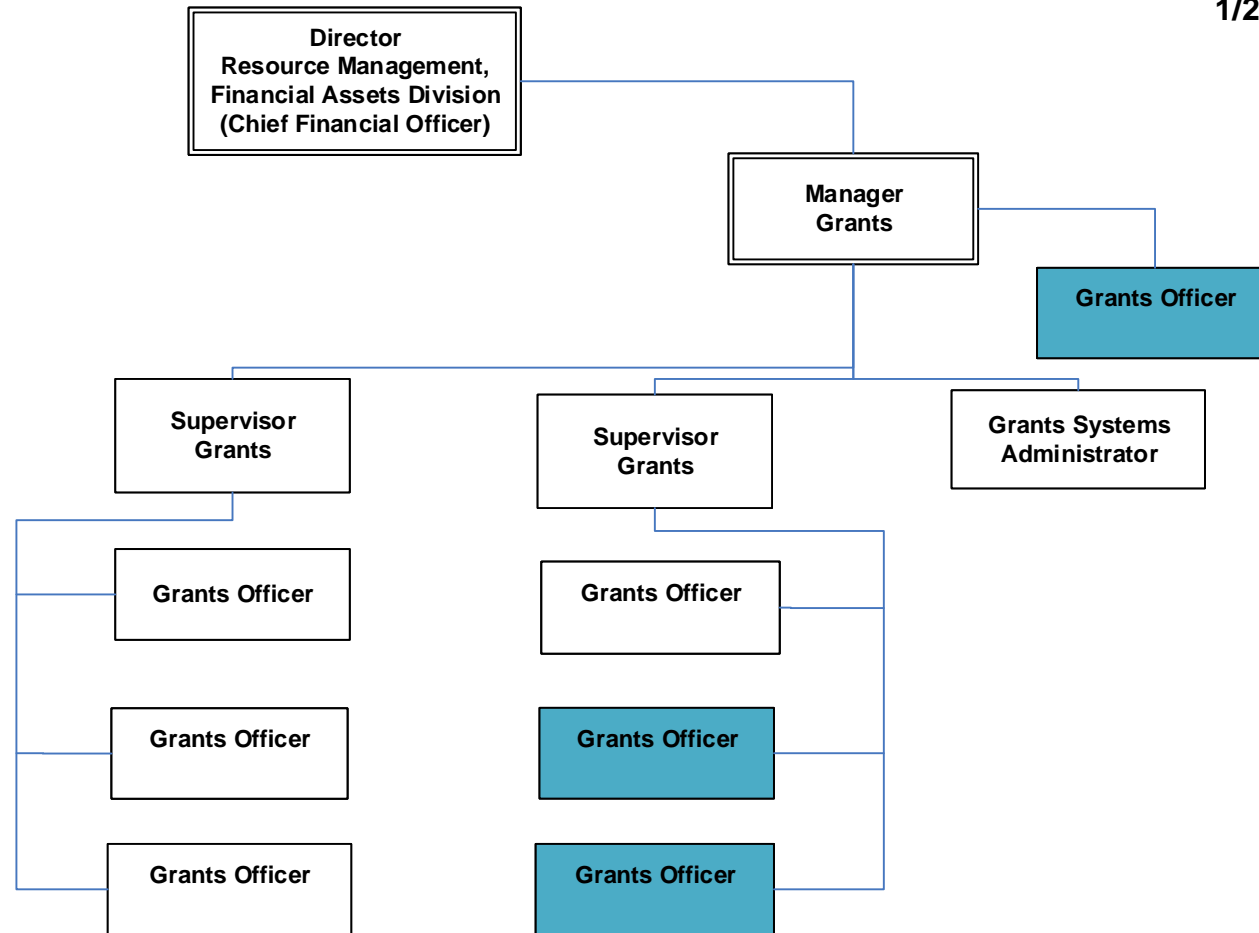 1/2
Director
Resource Management,
Financial Assets Division
(Chief Financial Officer)
Manager
Grants
Grants Officer
Supervisor
Grants
Supervisor
Grants
Grants Systems
Administrator
Grants Officer
Grants Officer
Grants Officer
Grants Officer
Grants Officer
Grants Officer